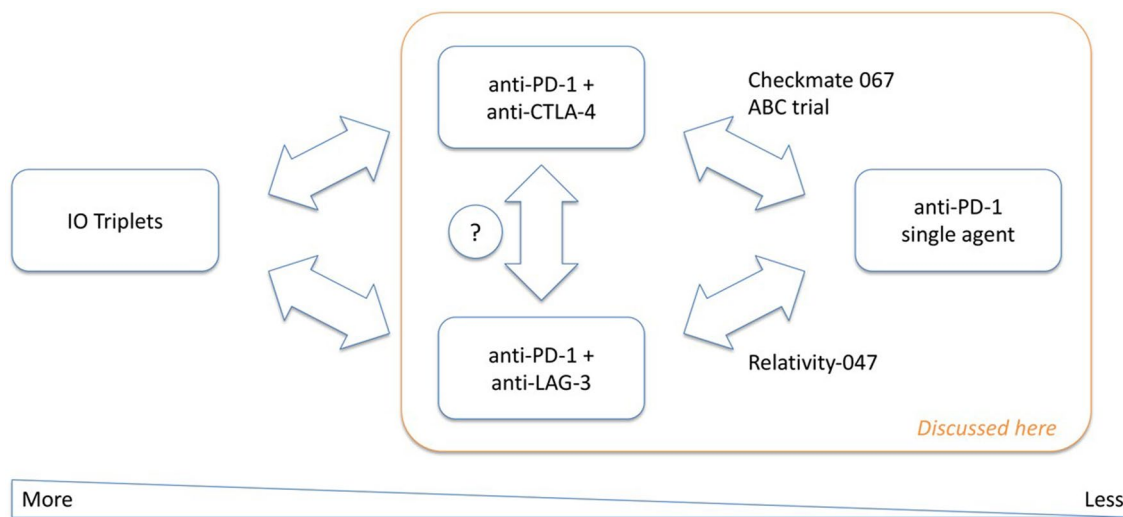 anti-PD-1 +
anti-CTLA-4
Checkmate 067
ABC trial
IO Triplets
?
anti-PD-1
single agent
anti-PD-1 +
anti-LAG-3
Relativity-047
Discussed here
More
Less